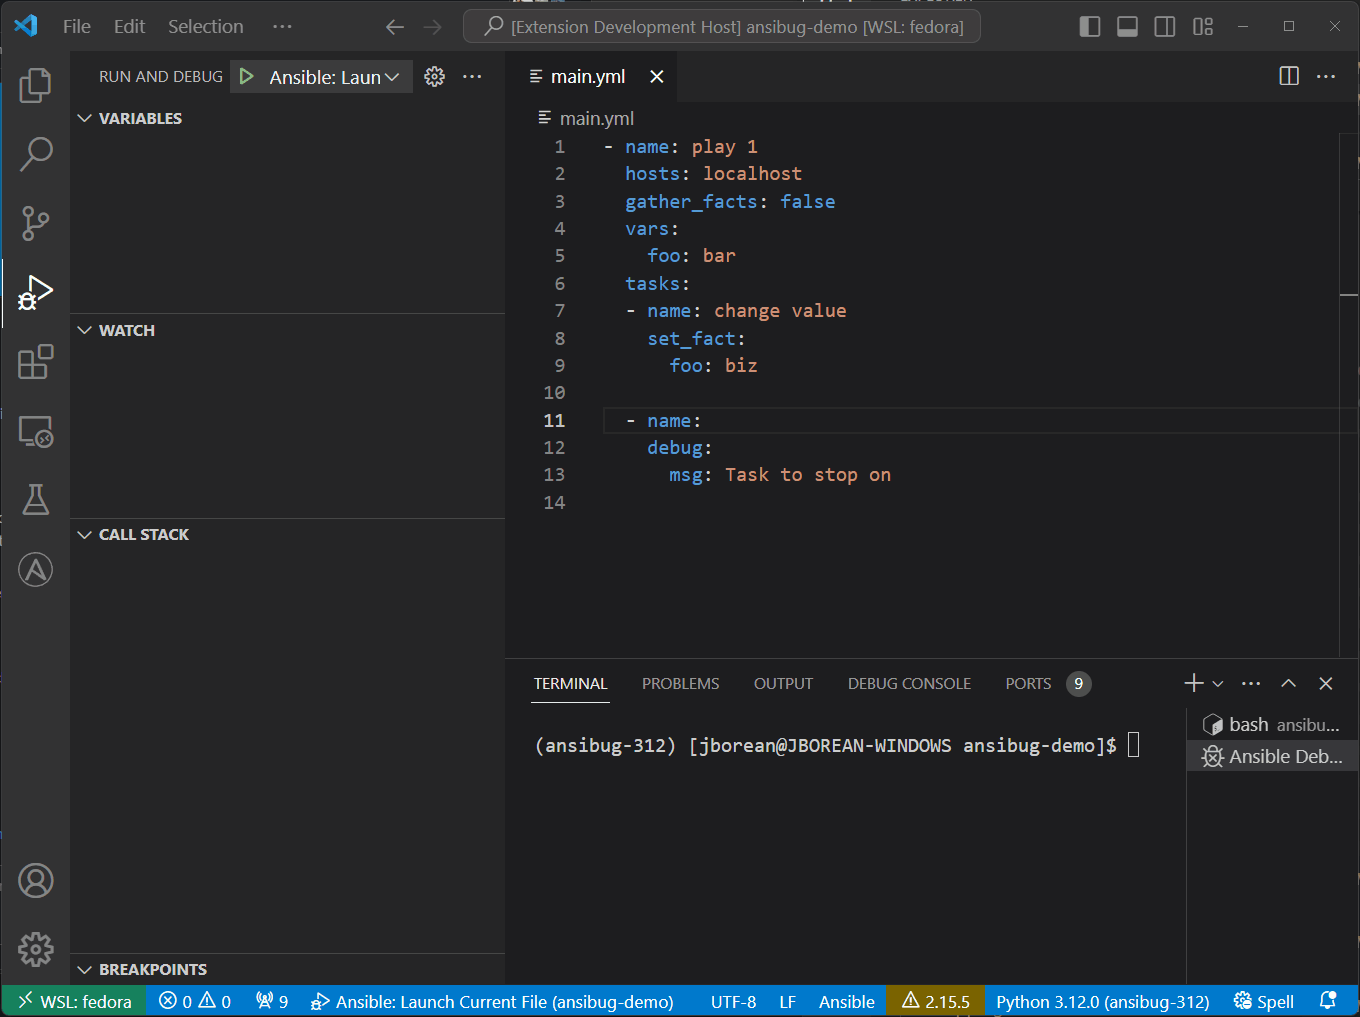 File Edit Selection ···
[Extension Development Host] ansibug-demo [WSL: fedora]
RUN AND DEBUG
Ansible: Laun
VARIABLES
WATCH
CALL STACK
BREAKPOINTS
main.yml
main.yml
1 - name: play 1
2 hosts: localhost
3 gather_facts: false
4 vars:
5 foo: bar
6 tasks:
7 - name: change value
8 set_fact:
9 foo: biz
10
11 - name:
12 debug:
13 msg: Task to stop on
14
TERMINAL PROBLEMS OUTPUT DEBUG CONSOLE PORTS 9
(ansibug-312) [jborean@JBOREAN-WINDOWS ansibug-demo]$
bash ansibu...
Ansible Deb...
WSL: fedora 0 0 9 Ansible: Launch Current File (ansibug-demo) UTF-8 LF Ansible 2.15.5 Python 3.12.0 (ansibug-312) Spell